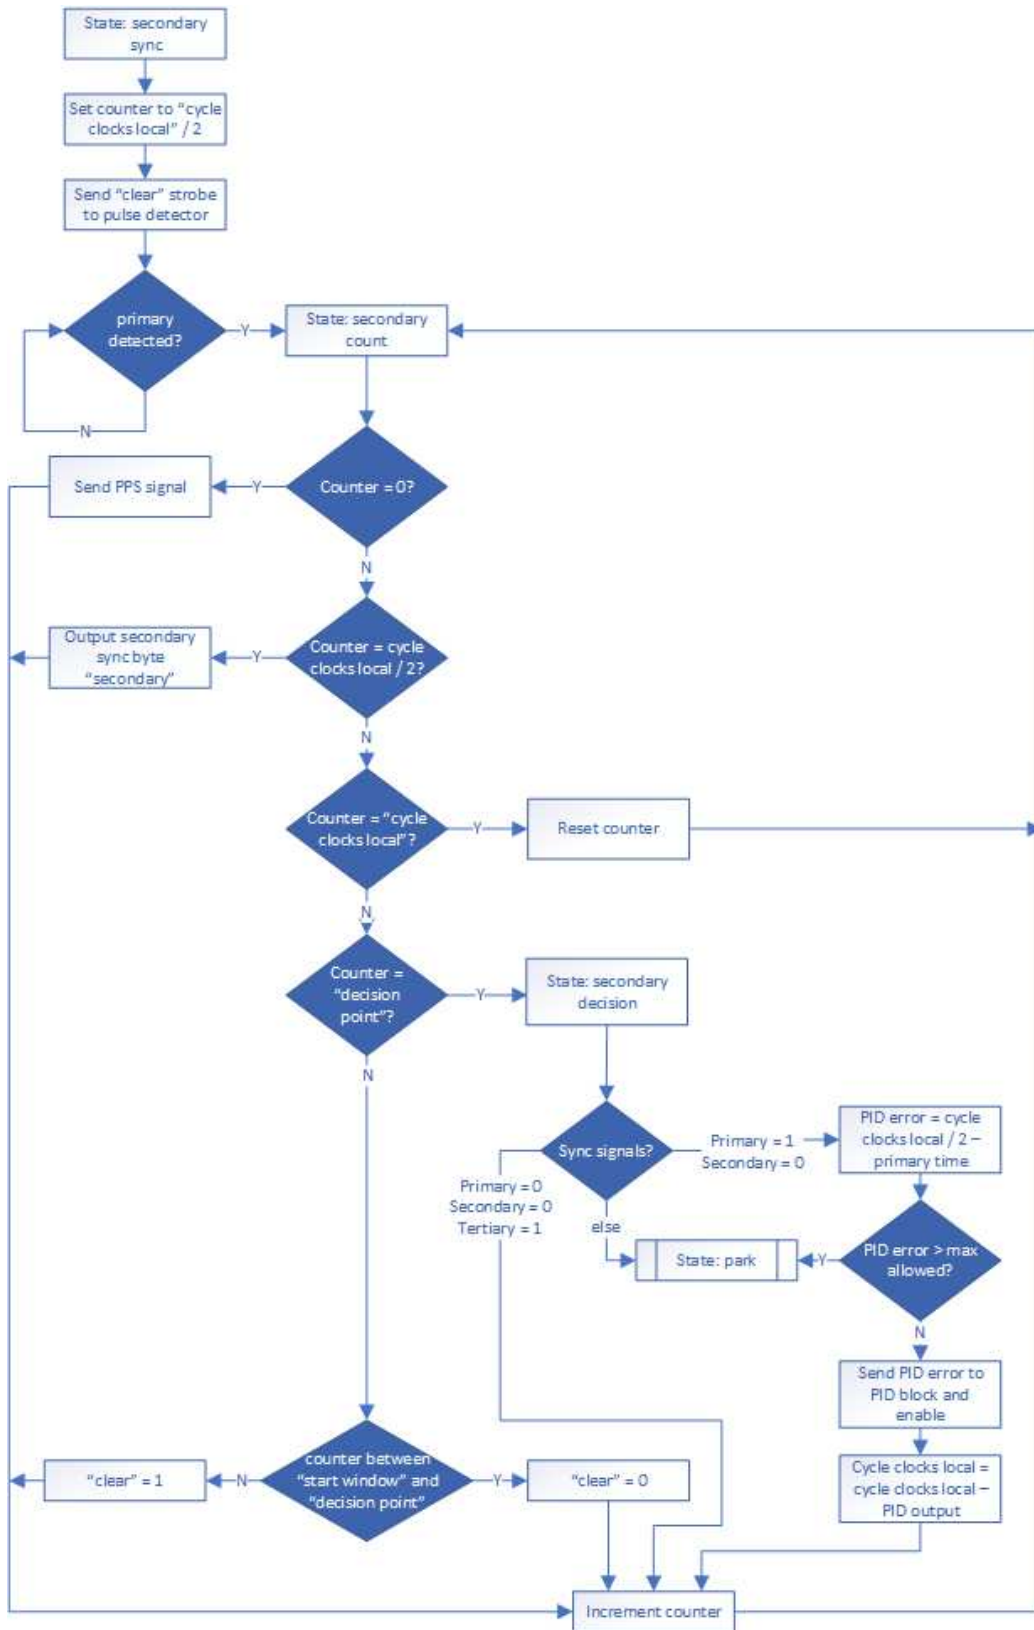 State: secondary
sync
Set counter to “cycle
clocks local” / 2
Send “clear” strobe
to pulse detector
primary
detected?
Y
N
State: secondary
count
Counter = 0?
Y
Send PPS signal
N
Counter = cycle
clocks local / 2?
Y
Output secondary
sync byte
“secondary”
N
Counter = “cycle
clocks local”?
Y
Reset counter
N
Counter =
“decision
point”?
Y
State: secondary
decision
N
Sync signals?
Primary = 1
Secondary = 0
PID error = cycle
clocks local / 2 –
primary time
Primary = 0
Secondary = 0
Tertiary = 1
else
State: park
Y
PID error > max
allowed?
N
Send PID error to
PID block and
enable
Cycle clocks local =
cycle clocks local –
PID output
counter between
“start window” and
“decision point”
N
“clear” = 1
Y
“clear” = 0
Increment counter